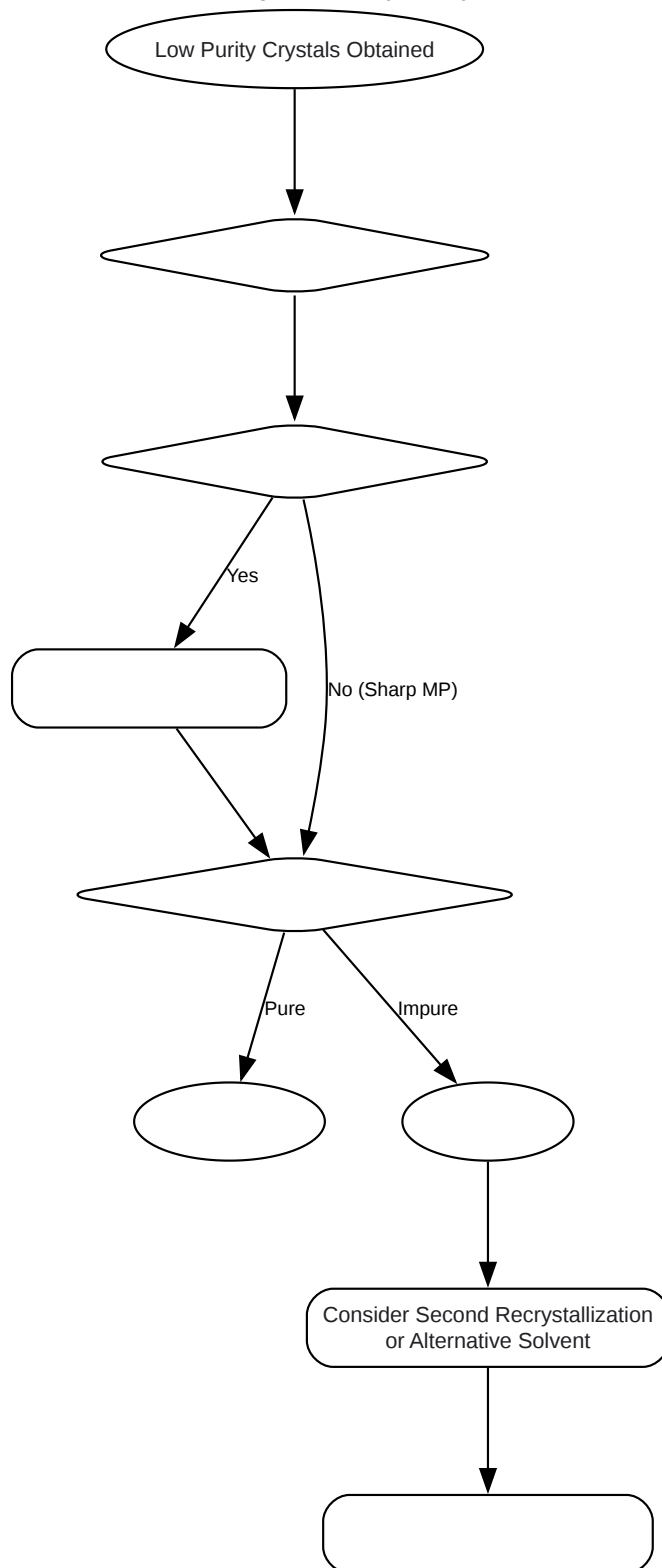 Low Purity Crystals Obtained
Yes
No (Sharp MP)
Pure
Impure
Consider Second Recrystallization
or Alternative Solvent